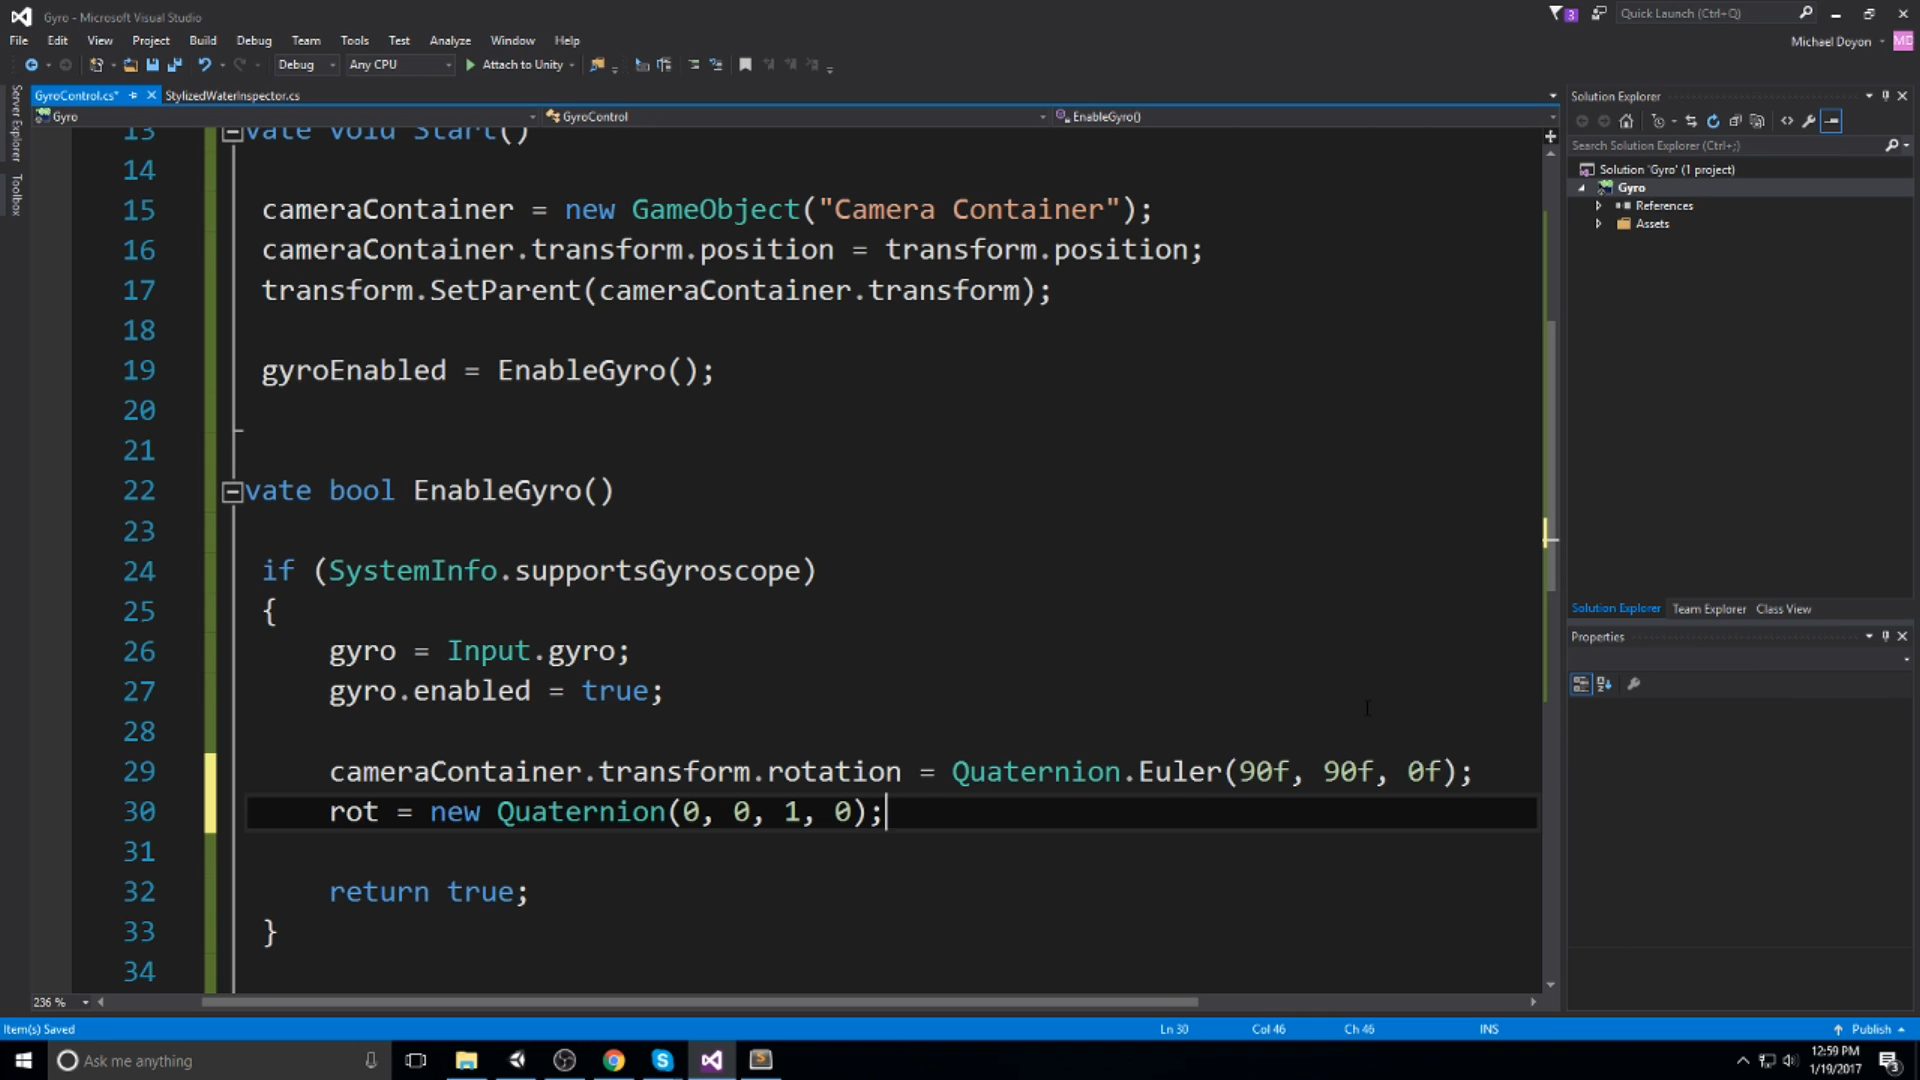 Gyro - Microsoft Visual Studio
3
Quick Launch (Ctrl+Q)
File Edit View Project Build Debug Team Tools Test Analyze Window Help
Michael Doyon
MD
Debug Any CPU Attach to Unity
GyroControl.cs* StylizedWaterInspector.cs
Gyro GyroControl EnableGyro()
Server Explorer
Toolbox
13 vate void Start()
14
15 cameraContainer = new GameObject("Camera Container");
16 cameraContainer.transform.position = transform.position;
17 transform.SetParent(cameraContainer.transform);
18
19 gyroEnabled = EnableGyro();
20
21
22 vate bool EnableGyro()
23
24 if (SystemInfo.supportsGyroscope)
25 {
26 gyro = Input.gyro;
27 gyro.enabled = true;
28
29 cameraContainer.transform.rotation = Quaternion.Euler(90f, 90f, 0f);
30 rot = new Quaternion(0, 0, 1, 0);
31
32 return true;
33 }
34
Solution Explorer
Search Solution Explorer (Ctrl+;)
Solution 'Gyro' (1 project)
Gyro
References
Assets
Solution Explorer Team Explorer Class View
Properties
236 %
Item(s) Saved Ln 30 Col 46 Ch 46 INS Publish
Ask me anything
12:59 PM
1/19/2017
3